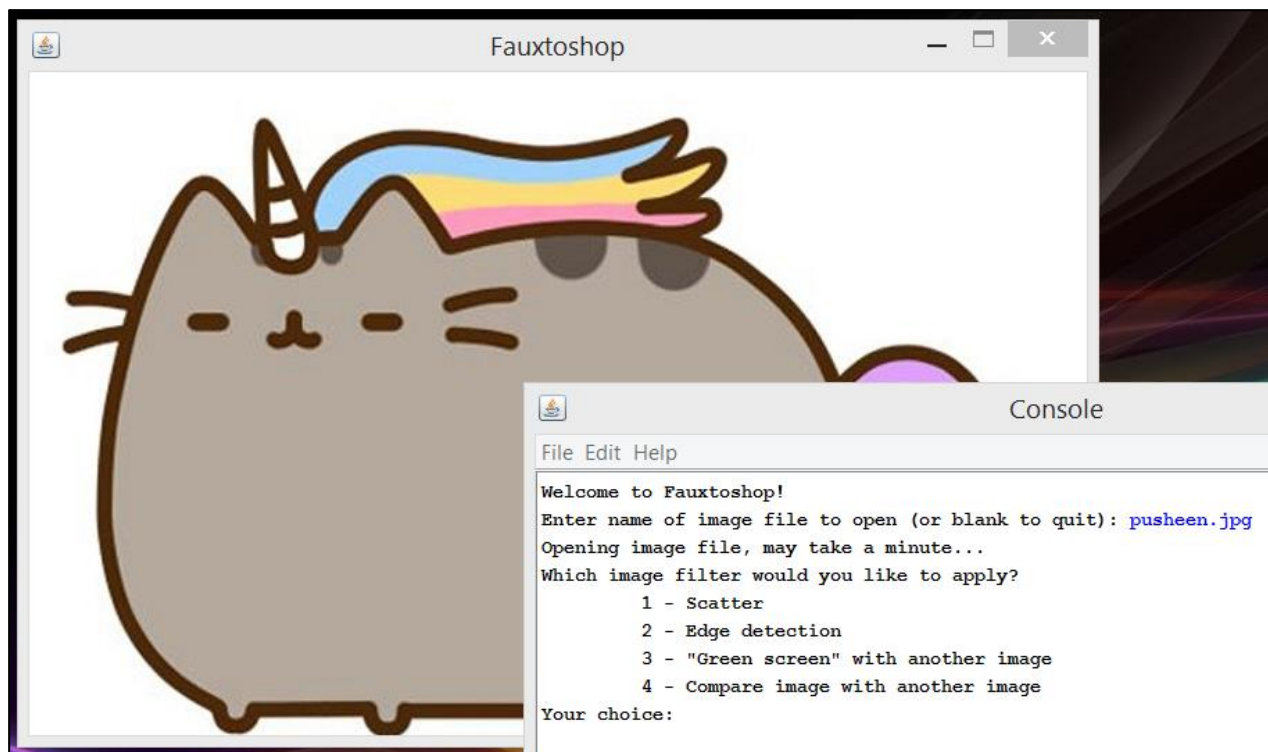 Fauxtoshop
Console
File Edit Help
Welcome to Fauxtoshop!
Enter name of image file to open (or blank to quit): pusheen.jpg
Opening image file, may take a minute...
Which image filter would you like to apply?
1 - Scatter
2 - Edge detection
3 - "Green screen" with another image
4 - Compare image with another image
Your choice: